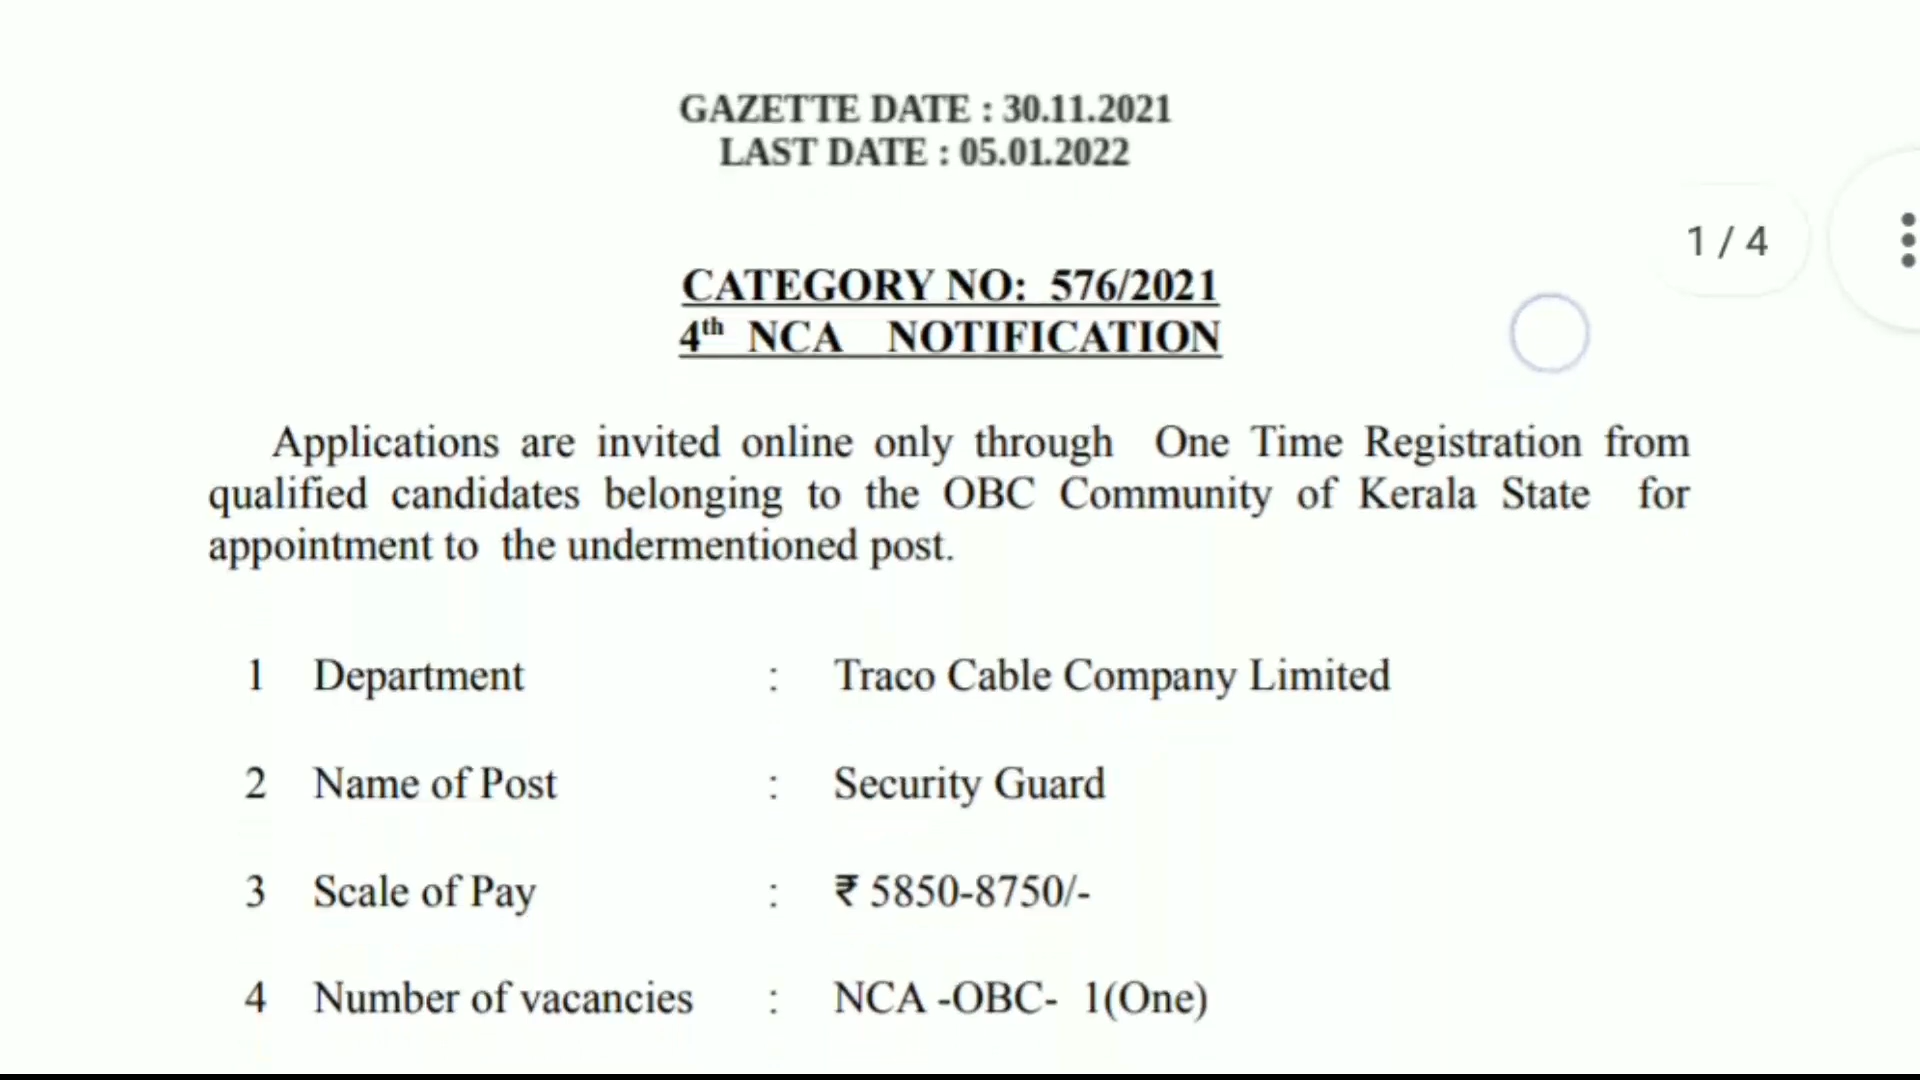 GAZETTE DATE : 30.11.2021
LAST DATE : 05.01.2022
1 / 4
CATEGORY NO: 576/2021
4th NCA NOTIFICATION
Applications are invited online only through One Time Registration from
qualified candidates belonging to the OBC Community of Kerala State for
appointment to the undermentioned post.
1 Department : Traco Cable Company Limited
2 Name of Post : Security Guard
3 Scale of Pay : ₹ 5850-8750/-
4 Number of vacancies : NCA -OBC- 1(One)